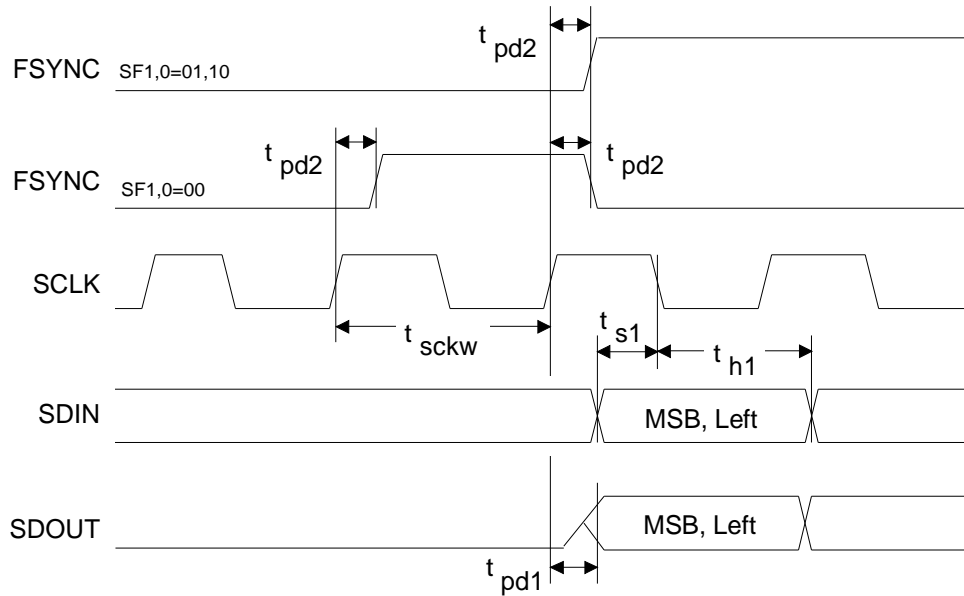 t pd2
FSYNC SF1,0=01,10
t pd2 t pd2
FSYNC SF1,0=00
SCLK
t sckw t s1 t h1
SDIN MSB, Left
SDOUT MSB, Left
t pd1